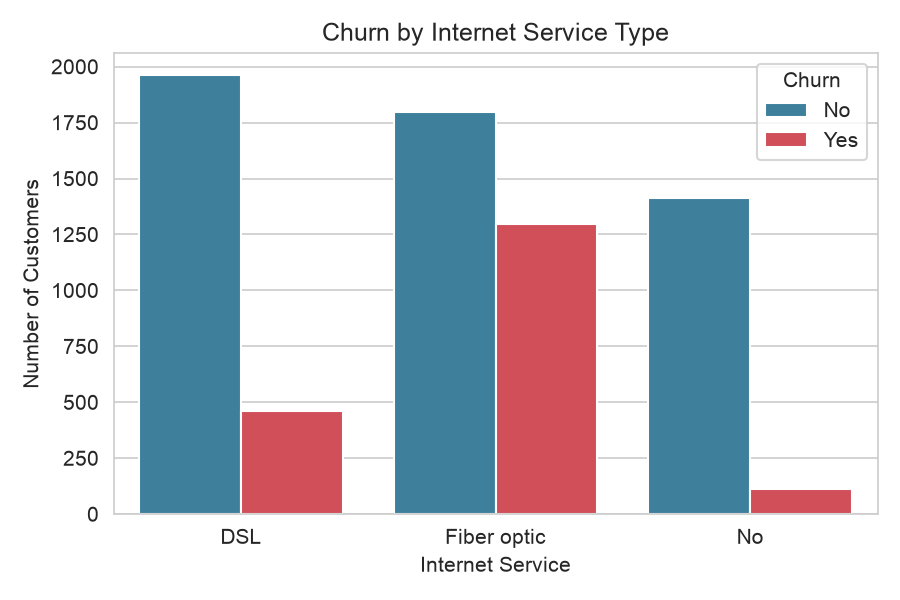 Churn by Internet Service Type
Churn
No
Yes
Number of Customers
2000
1750
1500
1250
1000
750
500
250
0
DSL
Fiber optic
No
Internet Service